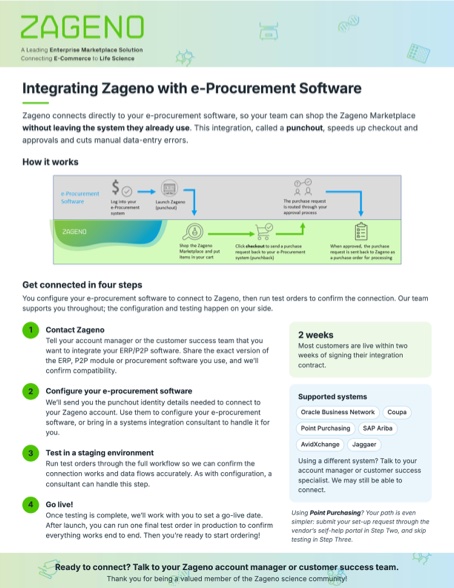 ZAGENO
A Leading Enterprise Marketplace Solution
Connecting E-Commerce to Life Science
Integrating Zageno with e-Procurement Software
Zageno connects directly to your e-procurement software, so your team can shop the Zageno Marketplace
without leaving the system they already use. This integration, called a punchout, speeds up checkout and
approvals and cuts manual data-entry errors.
How it works
e-Procurement
Software
Log into your
e-Procurement
system
Launch Zageno
(punchout)
The purchase request
is routed through your
approval process
ZAGENO
Shop the Zageno
Marketplace and put
items in your cart
Click checkout to send a purchase
request back to your e-Procurement
system (punchback)
When approved, the purchase
request is sent back to Zageno as
a purchase order for processing
Get connected in four steps
You configure your e-procurement software to connect to Zageno, then run test orders to confirm the connection. Our team
supports you throughout; the configuration and testing happen on your side.
1
Contact Zageno
Tell your account manager or the customer success team that you
want to integrate your ERP/P2P software. Share the exact version of
the ERP, P2P module or procurement software you use, and we'll
confirm compatibility.
2
Configure your e-procurement software
We'll send you the punchout identity details needed to connect to
your Zageno account. Use them to configure your e-procurement
software, or bring in a systems integration consultant to handle it for
you.
3
Test in a staging environment
Run test orders through the full workflow so we can confirm the
connection works and data flows accurately. As with configuration, a
consultant can handle this step.
4
Go live!
Once testing is complete, we'll work with you to set a go-live date.
After launch, you can run one final test order in production to confirm
everything works end to end. Then you're ready to start ordering!
2 weeks
Most customers are live within two
weeks of signing their integration
contract.
Supported systems
Oracle Business Network
Coupa
Point Purchasing
SAP Ariba
AvidXchange
Jaggaer
Using a different system? Talk to your
account manager or customer success
specialist. We may still be able to
connect.
Using Point Purchasing? Your path is even
simpler: submit your set-up request through the
vendor's self-help portal in Step Two, and skip
testing in Step Three.
Ready to connect? Talk to your Zageno account manager or customer success team.
Thank you for being a valued member of the Zageno science community!